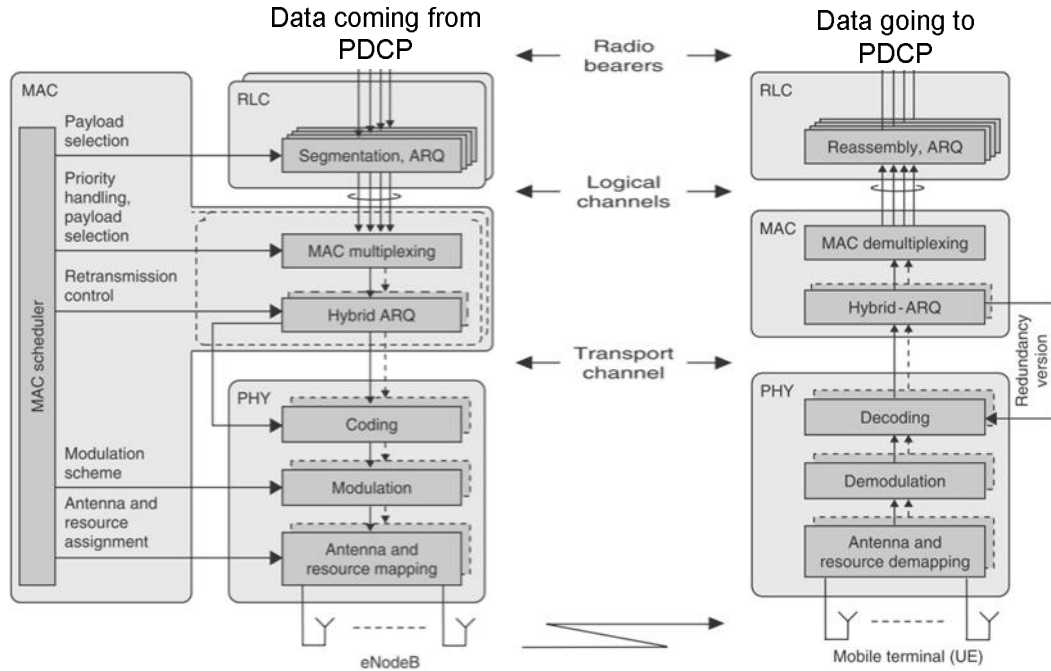 Data coming from
PDCP
Radio
bearers
Data going to
PDCP
MAC
RLC
RLC
Payload
selection
Segmentation, ARQ
Reassembly, ARQ
Priority
handling,
payload
selection
Logical
channels
MAC
MAC multiplexing
MAC demultiplexing
Retransmission
control
Hybrid ARQ
Hybrid-ARQ
MAC scheduler
Transport
channel
Redundancy
version
PHY
PHY
Coding
Decoding
Modulation
scheme
Modulation
Demodulation
Antenna and
resource
assignment
Antenna and
resource mapping
Antenna and
resource demapping
eNodeB
Mobile terminal (UE)